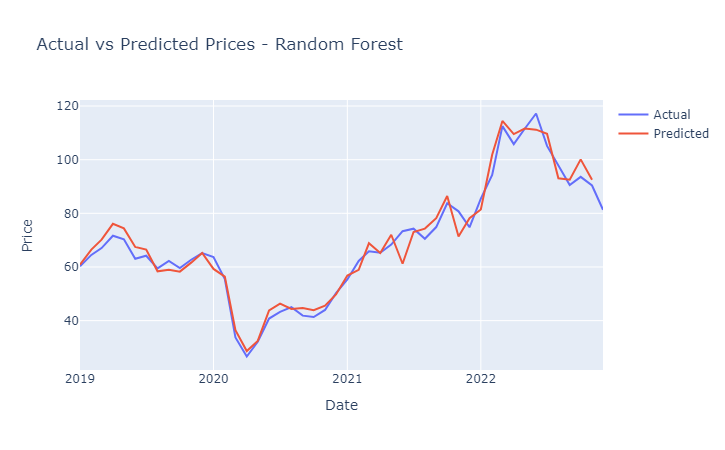 Actual vs Predicted Prices - Random Forest
Actual
Predicted
120
100
80
60
40
Price
2019
2020
2021
2022
Date